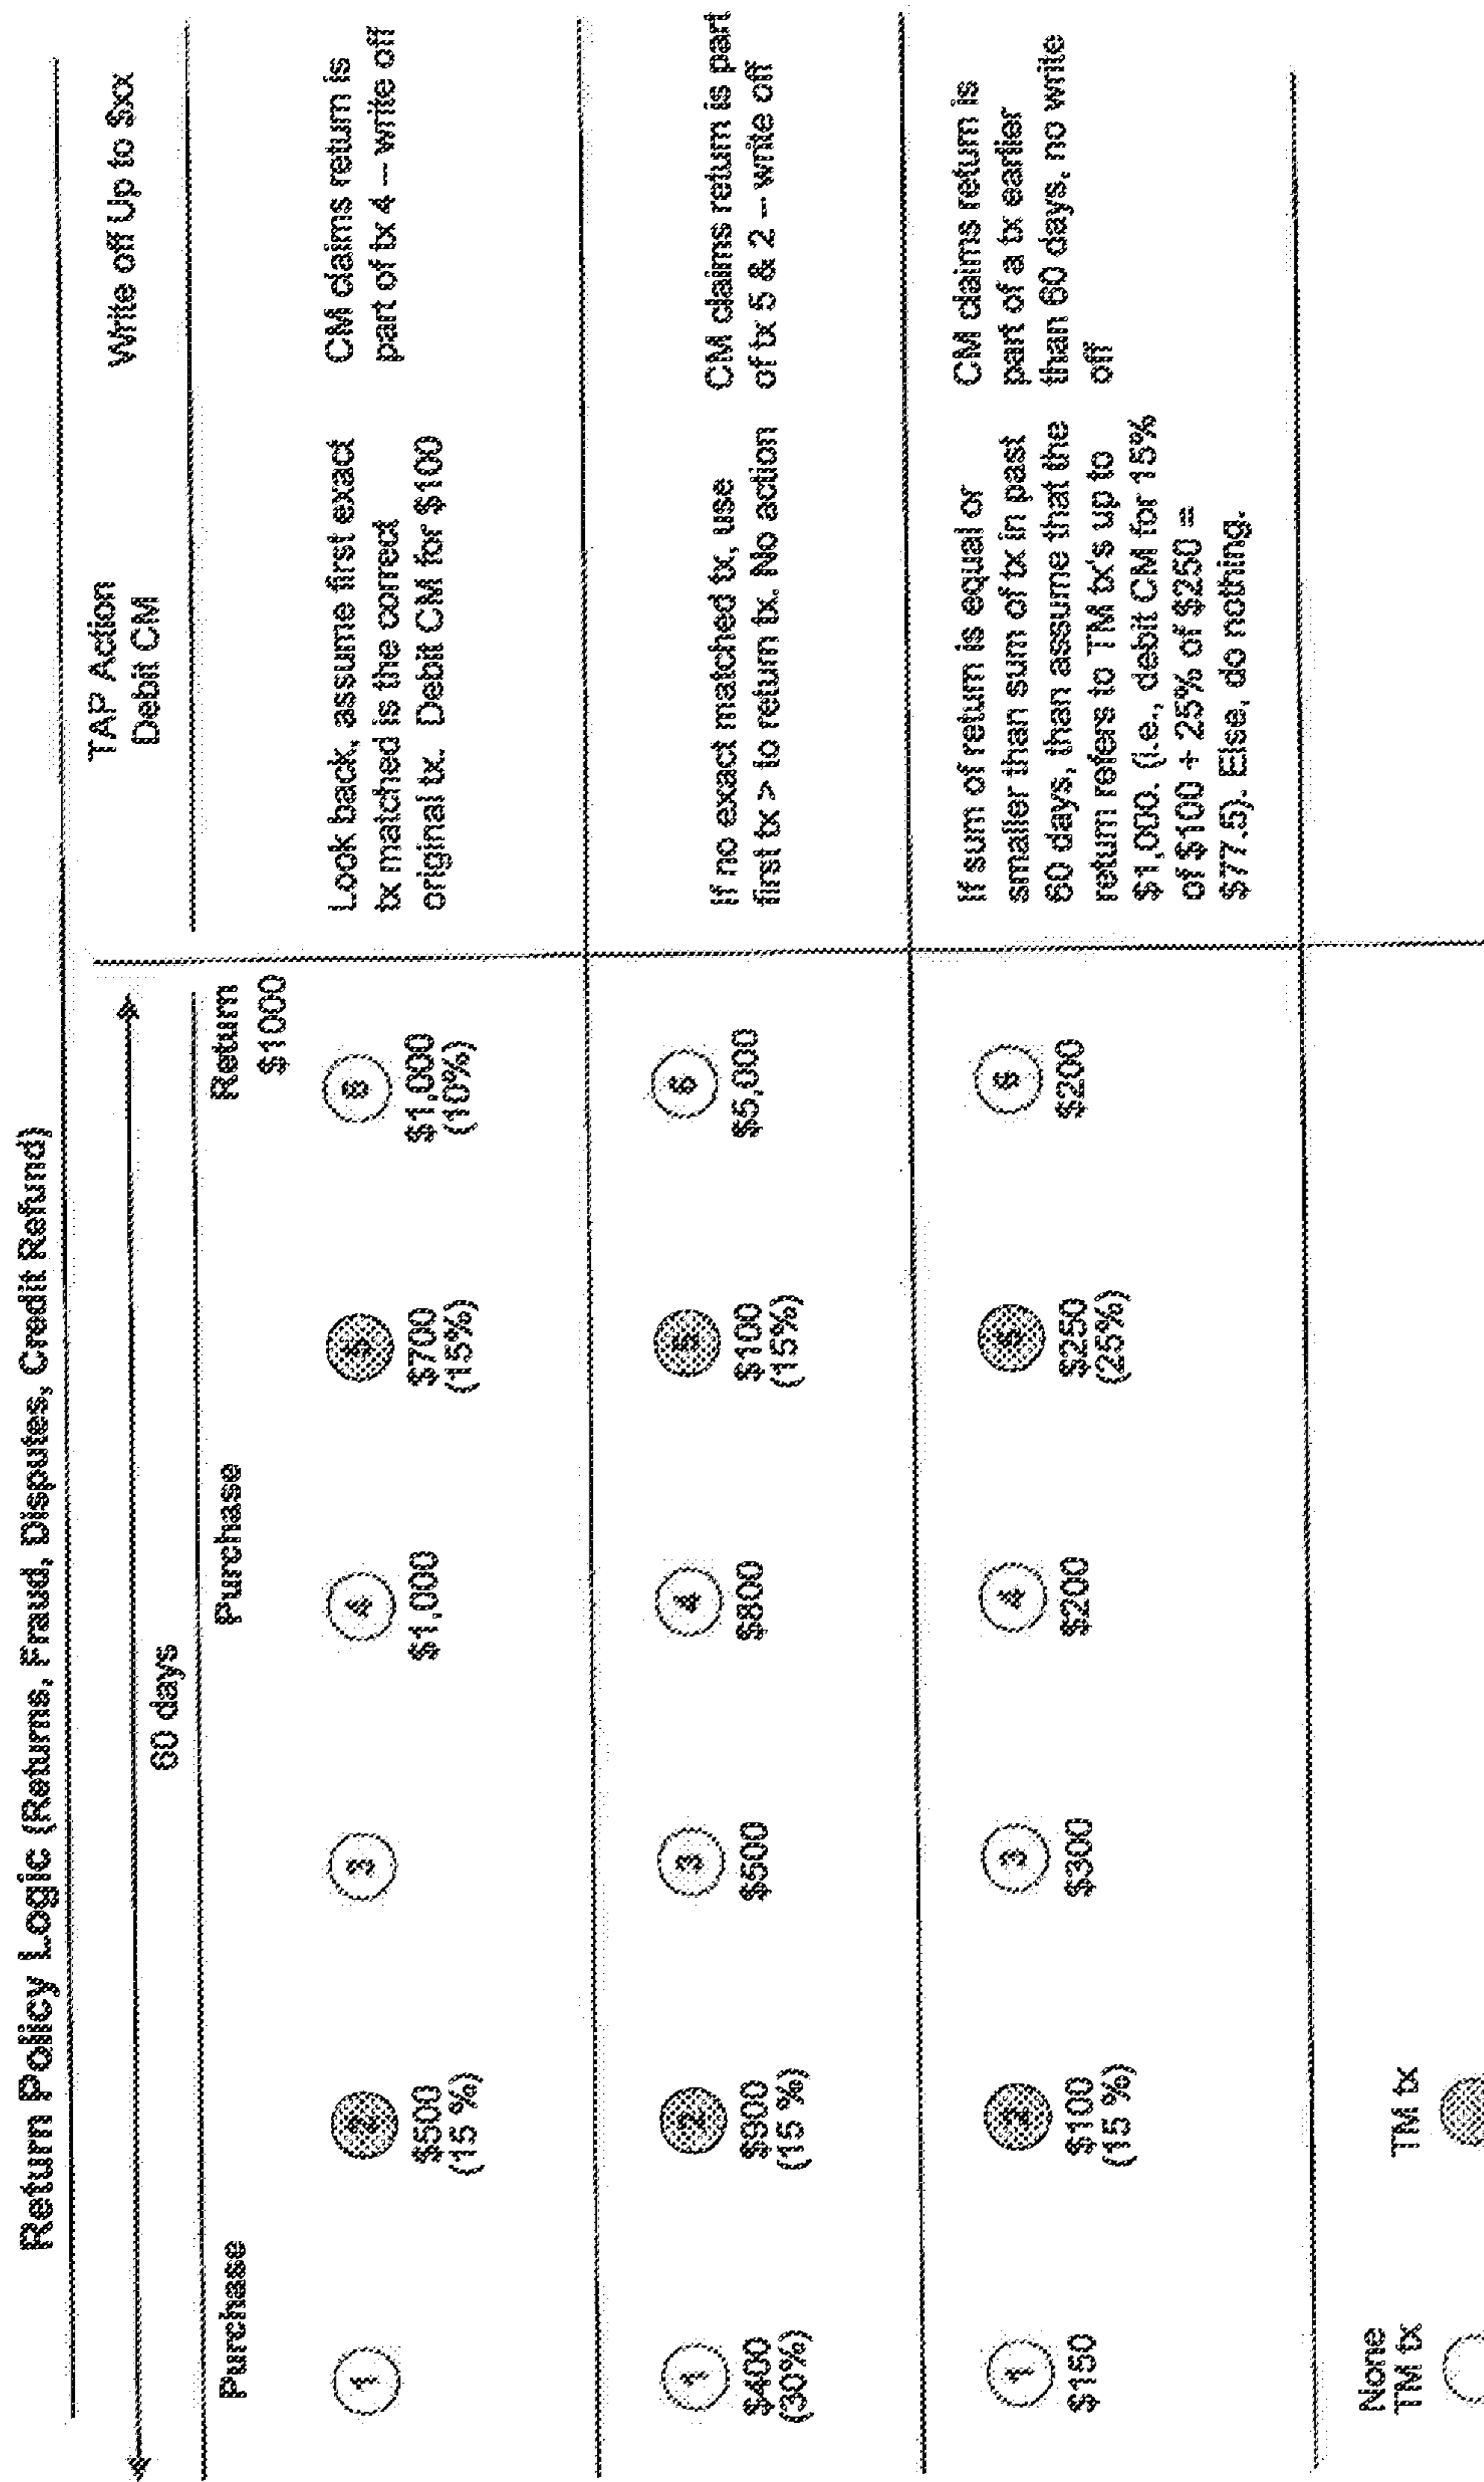 Return Policy Logic (Returns, Fraud, Disputes, Credit Refund)
60 days
TAP Action
Debit CM
Write off Up to $xx
Purchase
Purchase
Return
$1000
1
2
$500
(15 %)
3
4
$1,000
5
$700
(15%)
6
$1,000
(10%)
Look back, assume first exact
tx matched is the correct
original tx. Debit CM for $100
CM claims return is
part of tx 4 -- write off
1
$400
(30%)
2
$900
(15 %)
3
$500
4
$800
5
$100
(15%)
6
$5,000
If no exact matched tx, use
first tx > to return tx. No action
CM claims return is part
of tx 5 & 2 -- write off
1
$150
2
$100
(15 %)
3
$300
4
$200
5
$250
(25%)
6
$200
If sum of return is equal or
smaller than sum of tx in past
60 days, than assume that the
return refers to TM tx's up to
$1,000. (i.e., debit CM for 15%
of $100 + 25% of $250 =
$77.5). Else, do nothing.
CM claims return is
part of a tx earlier
than 60 days. no write
off
None
TM tx
TM tx